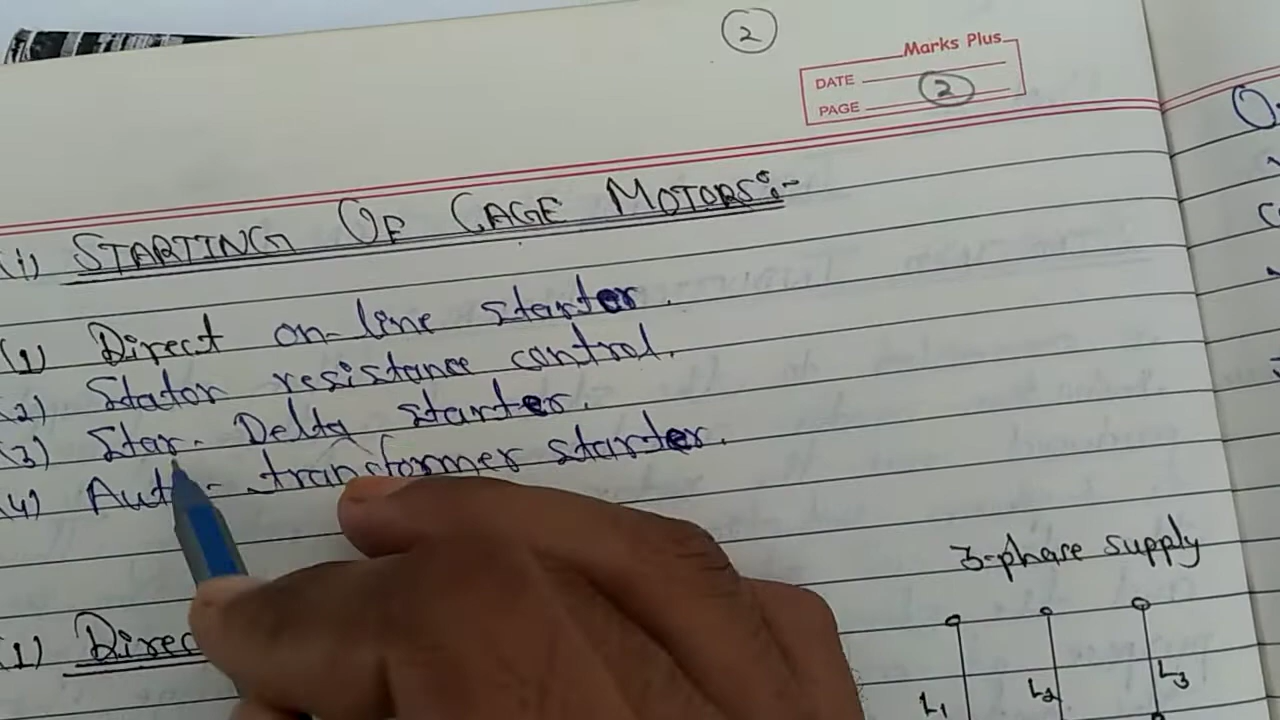 2
Marks Plus
DATE
PAGE 2
(i) STARTING OF CAGE MOTORS:-
(1) Direct on-line starter.
(2) Stator resistance control.
(3) Star-Delta starter.
(4) Auto-transformer starter.
3-phase supply
(1) Direc
L1 L2 L3